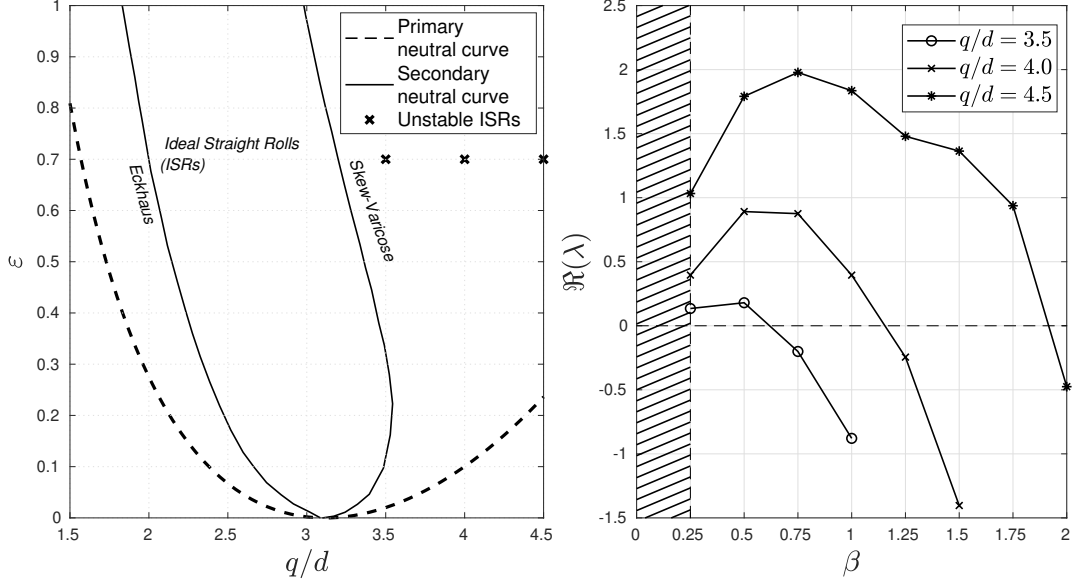 1
0.9
0.8
0.7
0.6
0.5
0.4
0.3
0.2
0.1
0
ε
1.5 2 2.5 3 3.5 4 4.5
q/d
Primary
neutral curve
Secondary
neutral curve
Unstable ISRs
Ideal Straight Rolls
(ISRs)
Eckhaus
Skew-Varicose
2.5
2
1.5
1
0.5
0
-0.5
-1
-1.5
ℜ(λ)
0 0.25 0.5 0.75 1 1.25 1.5 1.75 2
β
q/d = 3.5
q/d = 4.0
q/d = 4.5